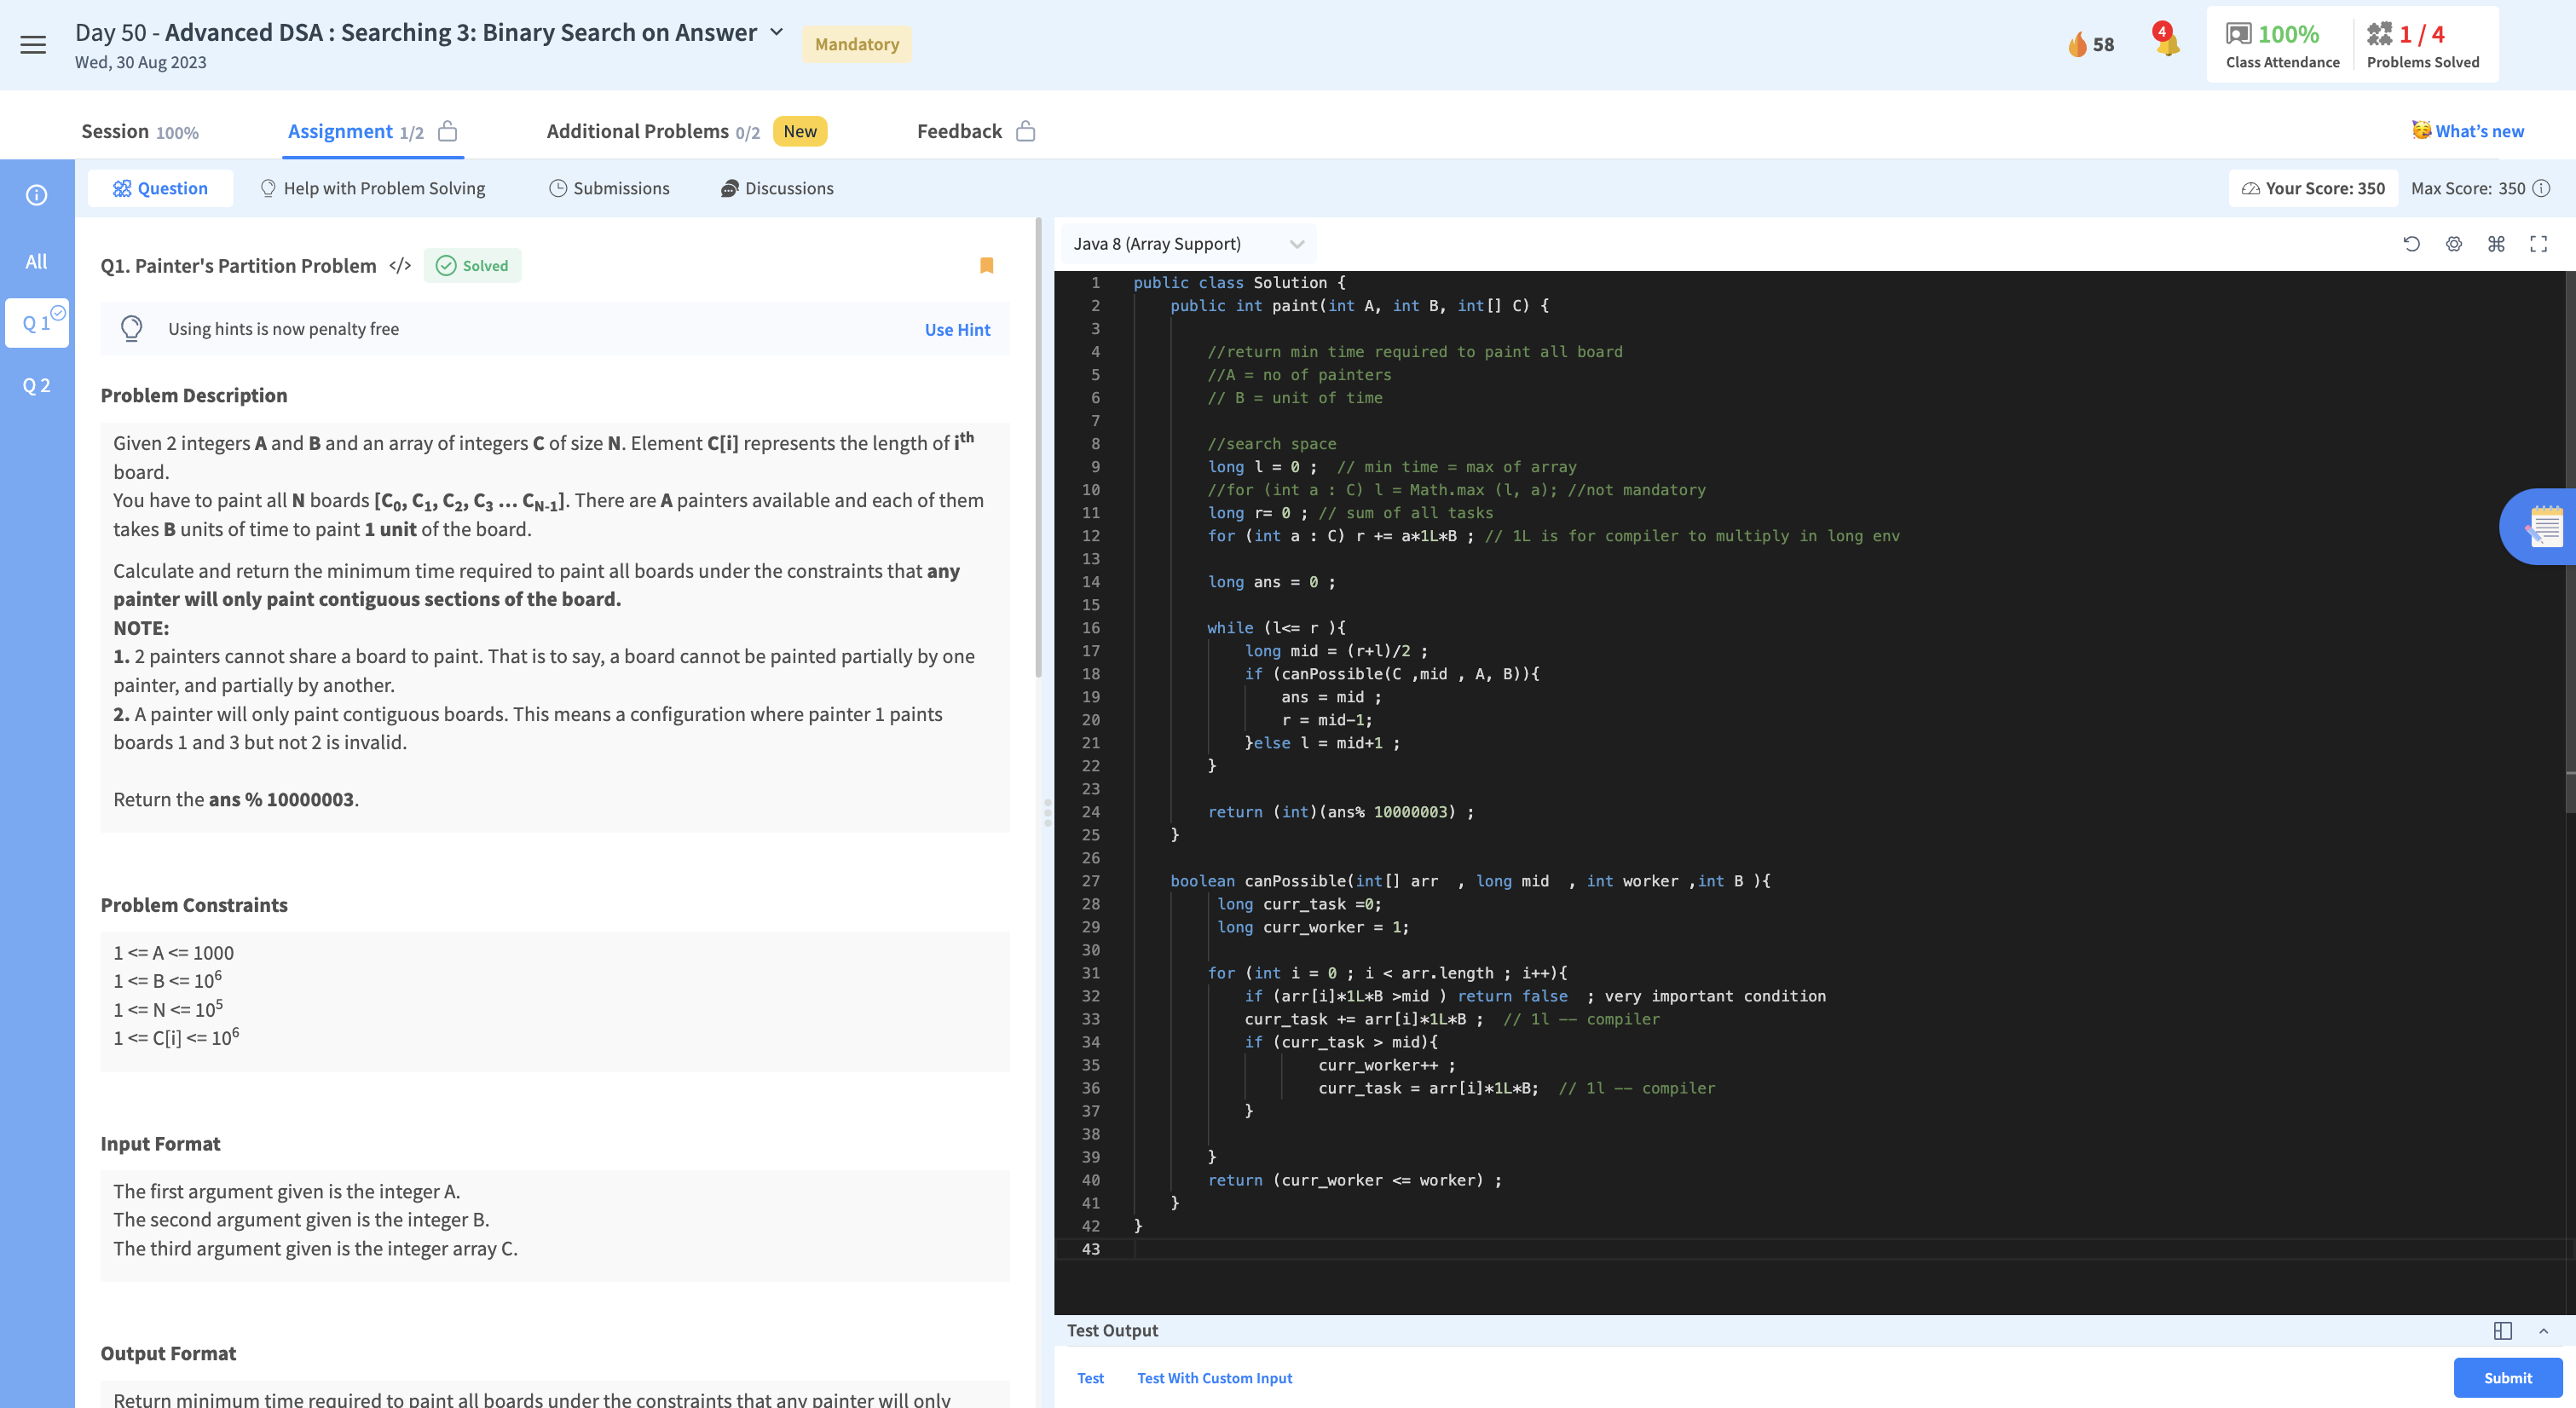 Day 50 - Advanced DSA : Searching 3: Binary Search on Answer
Mandatory
Wed, 30 Aug 2023
58
4
100%
Class Attendance
1 / 4
Problems Solved
Session 100%
Assignment 1/2
Additional Problems 0/2 New
Feedback
What's new
Question
Help with Problem Solving
Submissions
Discussions
Your Score: 350
Max Score: 350
All
Q 1
Q 2
Q1. Painter's Partition Problem </> Solved
Using hints is now penalty free
Use Hint
Problem Description
Given 2 integers A and B and an array of integers C of size N. Element C[i] represents the length of ith
board.
You have to paint all N boards [C0, C1, C2, C3 ... CN-1]. There are A painters available and each of them
takes B units of time to paint 1 unit of the board.
Calculate and return the minimum time required to paint all boards under the constraints that any
painter will only paint contiguous sections of the board.
NOTE:
1. 2 painters cannot share a board to paint. That is to say, a board cannot be painted partially by one
painter, and partially by another.
2. A painter will only paint contiguous boards. This means a configuration where painter 1 paints
boards 1 and 3 but not 2 is invalid.
Return the ans % 10000003.
Problem Constraints
1 <= A <= 1000
1 <= B <= 10^6
1 <= N <= 10^5
1 <= C[i] <= 10^6
Input Format
The first argument given is the integer A.
The second argument given is the integer B.
The third argument given is the integer array C.
Output Format
Return minimum time required to paint all boards under the constraints that any painter will only
Java 8 (Array Support)
1 public class Solution {
2 public int paint(int A, int B, int[] C) {
3
4 //return min time required to paint all board
5 //A = no of painters
6 // B = unit of time
7
8 //search space
9 long l = 0 ; // min time = max of array
10 //for (int a : C) l = Math.max (l, a); //not mandatory
11 long r= 0 ; // sum of all tasks
12 for (int a : C) r += a*1L*B ; // 1L is for compiler to multiply in long env
13
14 long ans = 0 ;
15
16 while (l<= r ){
17 long mid = (r+l)/2 ;
18 if (canPossible(C ,mid , A, B)){
19 ans = mid ;
20 r = mid-1;
21 }else l = mid+1 ;
22 }
23
24 return (int)(ans% 10000003) ;
25 }
26
27 boolean canPossible(int[] arr , long mid , int worker ,int B ){
28 long curr_task =0;
29 long curr_worker = 1;
30
31 for (int i = 0 ; i < arr.length ; i++){
32 if (arr[i]*1L*B >mid ) return false ; very important condition
33 curr_task += arr[i]*1L*B ; // 1l -- compiler
34 if (curr_task > mid){
35 curr_worker++ ;
36 curr_task = arr[i]*1L*B; // 1l -- compiler
37 }
38
39 }
40 return (curr_worker <= worker) ;
41 }
42 }
43
Test Output
Test
Test With Custom Input
Submit